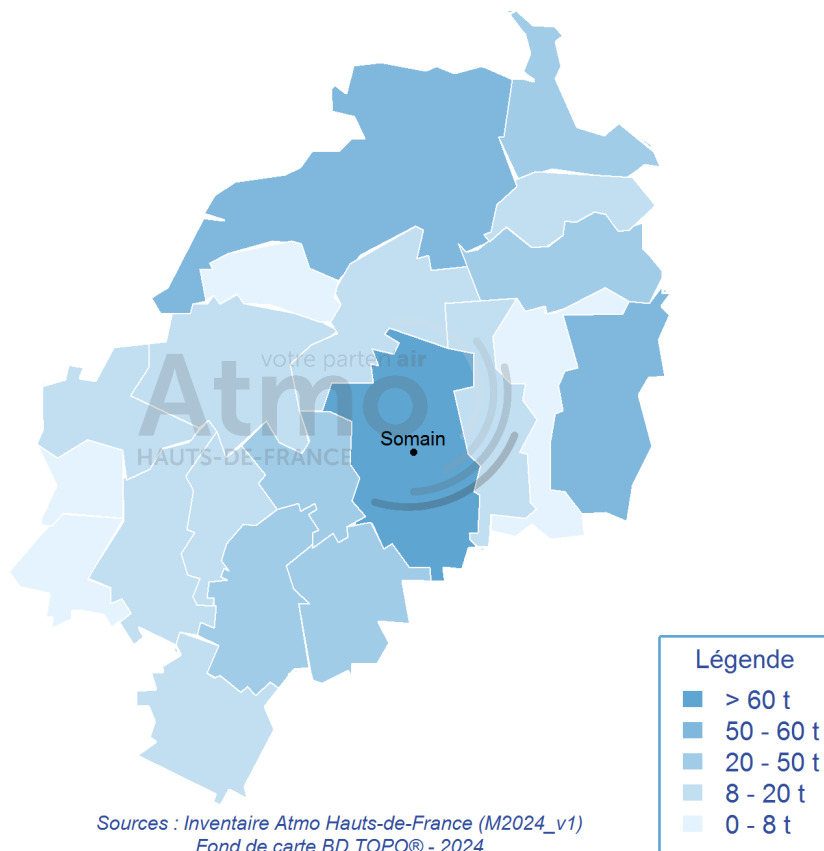 votre parten air
Atmo
HAUTS-DE-FRANCE
Somain
Légende
> 60 t
50 - 60 t
20 - 50 t
8 - 20 t
0 - 8 t
Sources : Inventaire Atmo Hauts-de-France (M2024_v1)
Fond de carte BD TOPO® - 2024